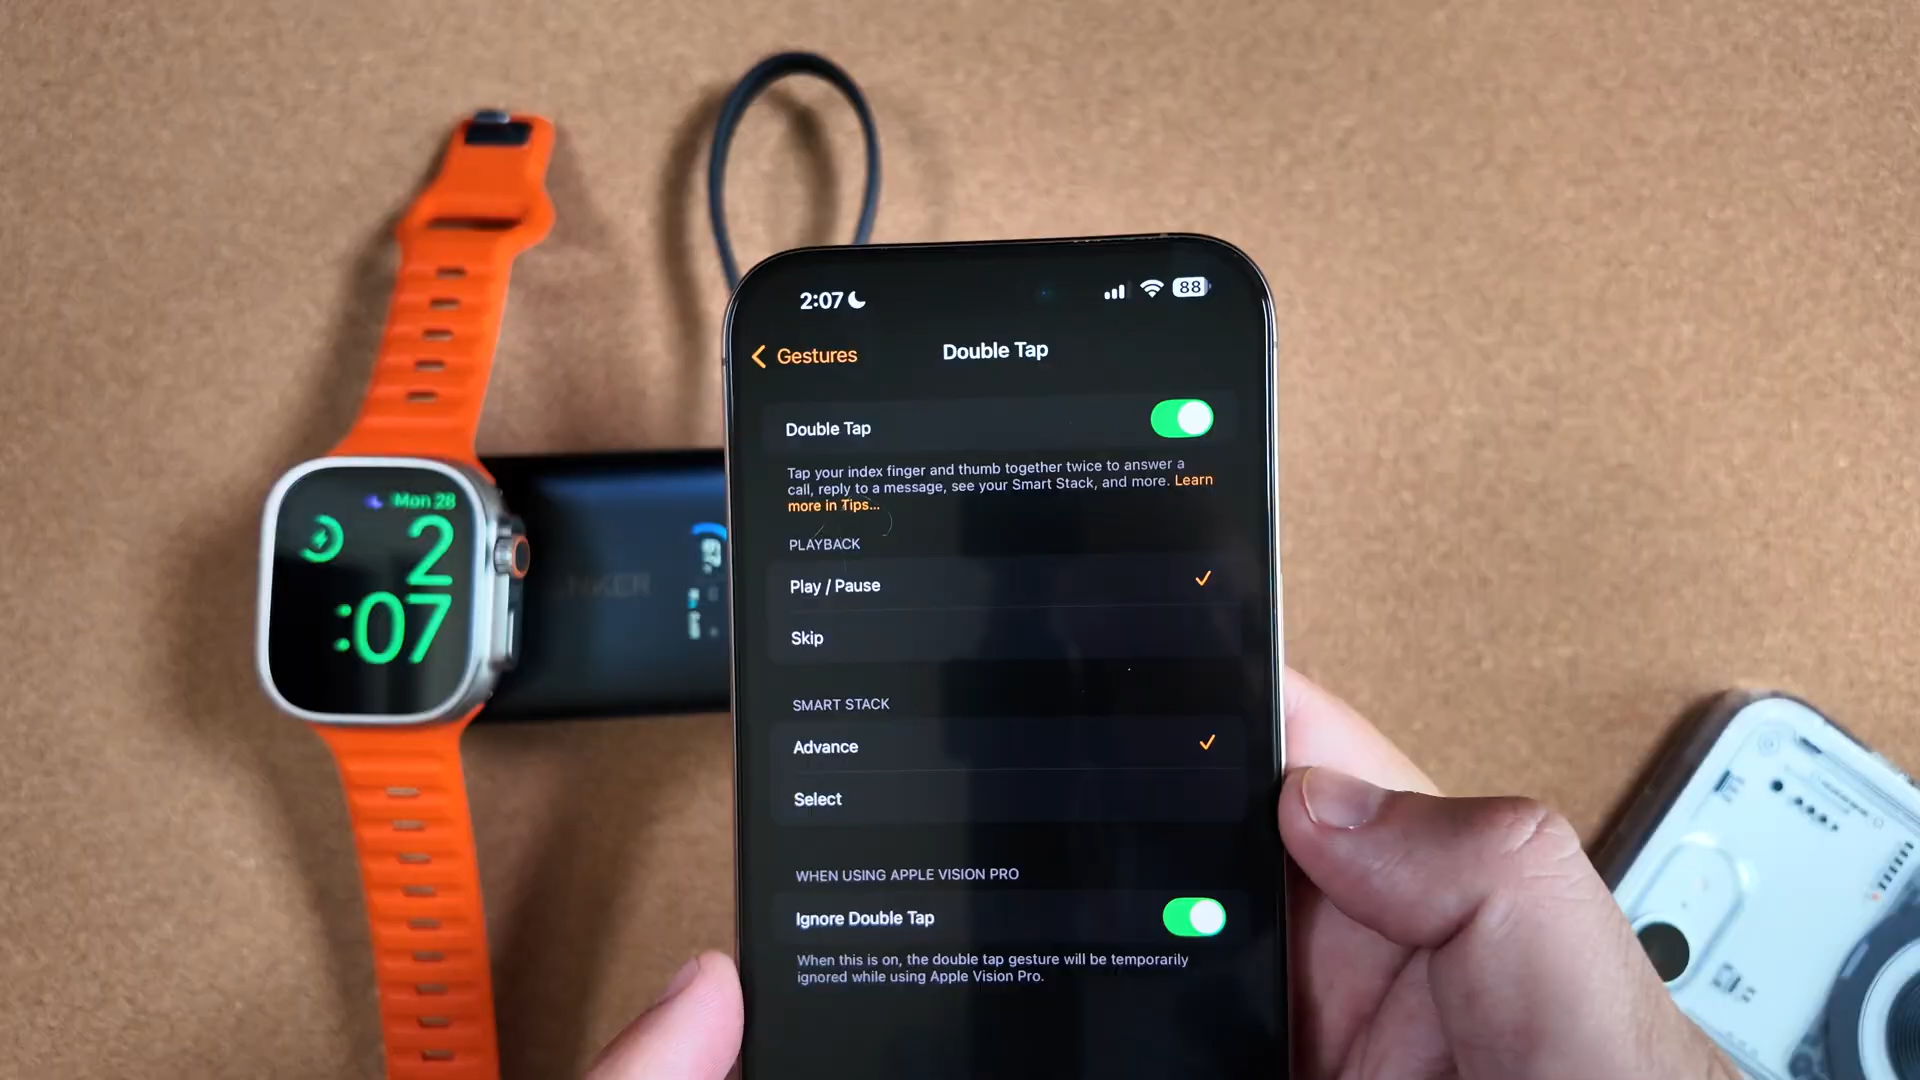 2:07
88
Gestures
Double Tap
Double Tap
Tap your index finger and thumb together twice to answer a
call, reply to a message, see your Smart Stack, and more. Learn
more in Tips...
PLAYBACK
Play / Pause
Skip
SMART STACK
Advance
Select
WHEN USING APPLE VISION PRO
Ignore Double Tap
When this is on, the double tap gesture will be temporarily
ignored while using Apple Vision Pro.
Mon 28
2
:07
ANKER